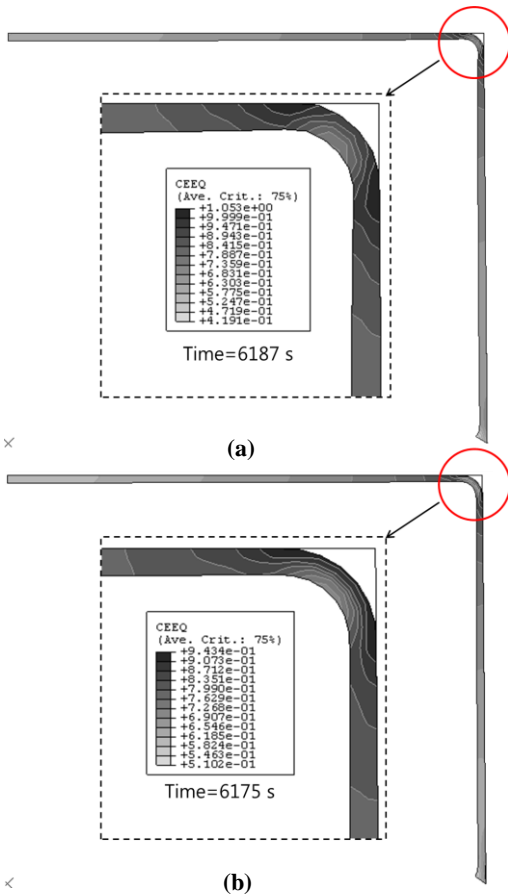 CEEQ
(Ave. Crit.: 75%)
+1.053e+00
+9.999e-01
+9.471e-01
+8.943e-01
+8.415e-01
+7.887e-01
+7.359e-01
+6.831e-01
+6.303e-01
+5.775e-01
+5.247e-01
+4.719e-01
+4.191e-01
Time=6187 s
(a)
CEEQ
(Ave. Crit.: 75%)
+9.434e-01
+9.073e-01
+8.712e-01
+8.351e-01
+7.990e-01
+7.629e-01
+7.268e-01
+6.907e-01
+6.546e-01
+6.185e-01
+5.824e-01
+5.463e-01
+5.102e-01
Time=6175 s
(b)